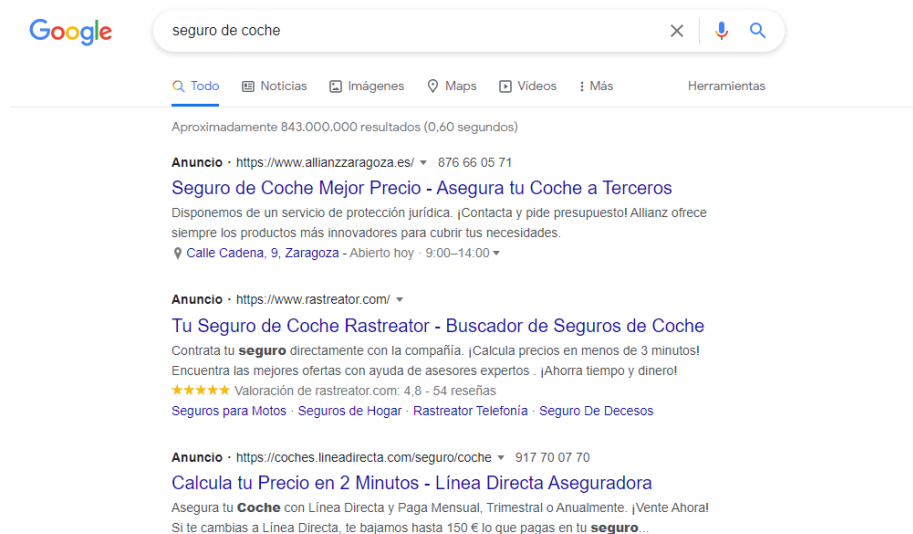 Google
seguro de coche
Todo Noticias Imágenes Maps Vídeos Más Herramientas
Aproximadamente 843.000.000 resultados (0,60 segundos)
Anuncio · https://www.allianzzaragoza.es/ 876 66 05 71
Seguro de Coche Mejor Precio - Asegura tu Coche a Terceros
Disponemos de un servicio de protección jurídica. ¡Contacta y pide presupuesto! Allianz ofrece
siempre los productos más innovadores para cubrir tus necesidades.
Calle Cadena, 9, Zaragoza - Abierto hoy · 9:00–14:00
Anuncio · https://www.rastreator.com/
Tu Seguro de Coche Rastreator - Buscador de Seguros de Coche
Contrata tu seguro directamente con la compañía. ¡Calcula precios en menos de 3 minutos!
Encuentra las mejores ofertas con ayuda de asesores expertos . ¡Ahorra tiempo y dinero!
Valoración de rastreator.com: 4,8 - 54 reseñas
Seguros para Motos · Seguros de Hogar · Rastreator Telefonía · Seguro De Decesos
Anuncio · https://coches.lineadirecta.com/seguro/coche 917 70 07 70
Calcula tu Precio en 2 Minutos - Línea Directa Aseguradora
Asegura tu Coche con Línea Directa y Paga Mensual, Trimestral o Anualmente. ¡Vente Ahora!
Si te cambias a Línea Directa, te bajamos hasta 150 € lo que pagas en tu seguro...